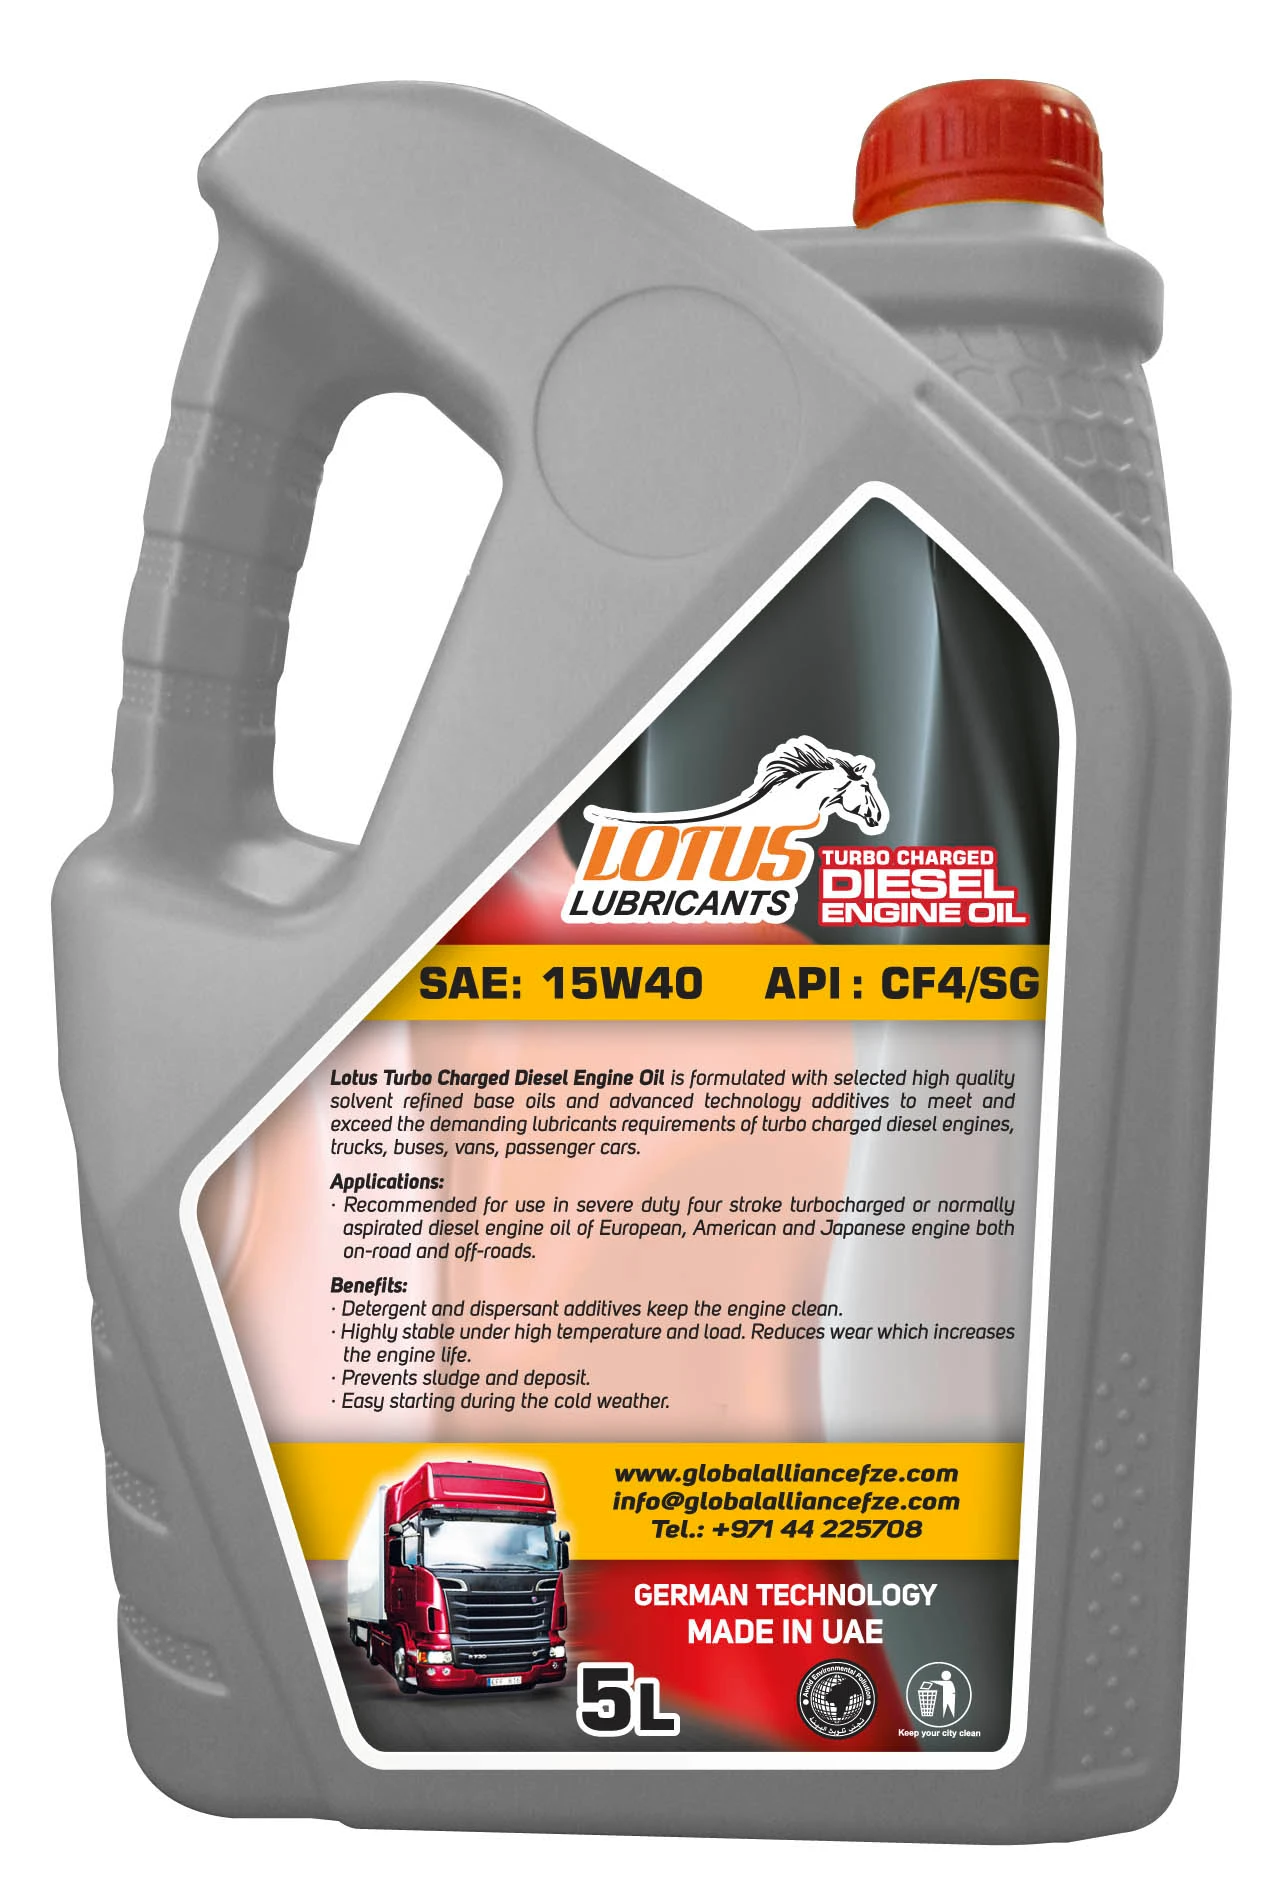 LOTUS
LUBRICANTS
TURBO CHARGED
DIESEL
ENGINE OIL
SAE: 15W40 API : CF4/SG
Lotus Turbo Charged Diesel Engine Oil is formulated with selected high quality
solvent refined base oils and advanced technology additives to meet and
exceed the demanding lubricants requirements of turbo charged diesel engines,
trucks, buses, vans, passenger cars.
Applications:
· Recommended for use in severe duty four stroke turbocharged or normally
aspirated diesel engine oil of European, American and Japanese engine both
on-road and off-roads.
Benefits:
· Detergent and dispersant additives keep the engine clean.
· Highly stable under high temperature and load. Reduces wear which increases
the engine life.
· Prevents sludge and deposit.
· Easy starting during the cold weather.
www.globalalliancefze.com
info@globalalliancefze.com
Tel.: +971 44 225708
GERMAN TECHNOLOGY
MADE IN UAE
R 730
5L
Avoid Environmental Pollution
Keep your city clean